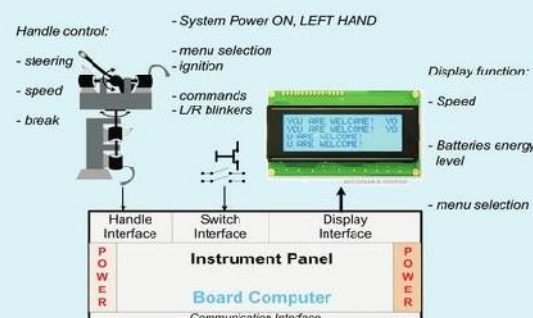 Handle control:
- steering
- speed
- break
- System Power ON, LEFT HAND
- menu selection
- ignition
- commands
- L/R blinkers
YOU ARE WELCOME! YO
YOU ARE WELCOME! YO
U ARE WELCOME!
U ARE WELCOME!
Display function:
- Speed
- Batteries energy
level
- menu selection
Handle
Interface
Switch
Interface
Display
Interface
POWER
Instrument Panel
Board Computer
POWER
Communication Interface